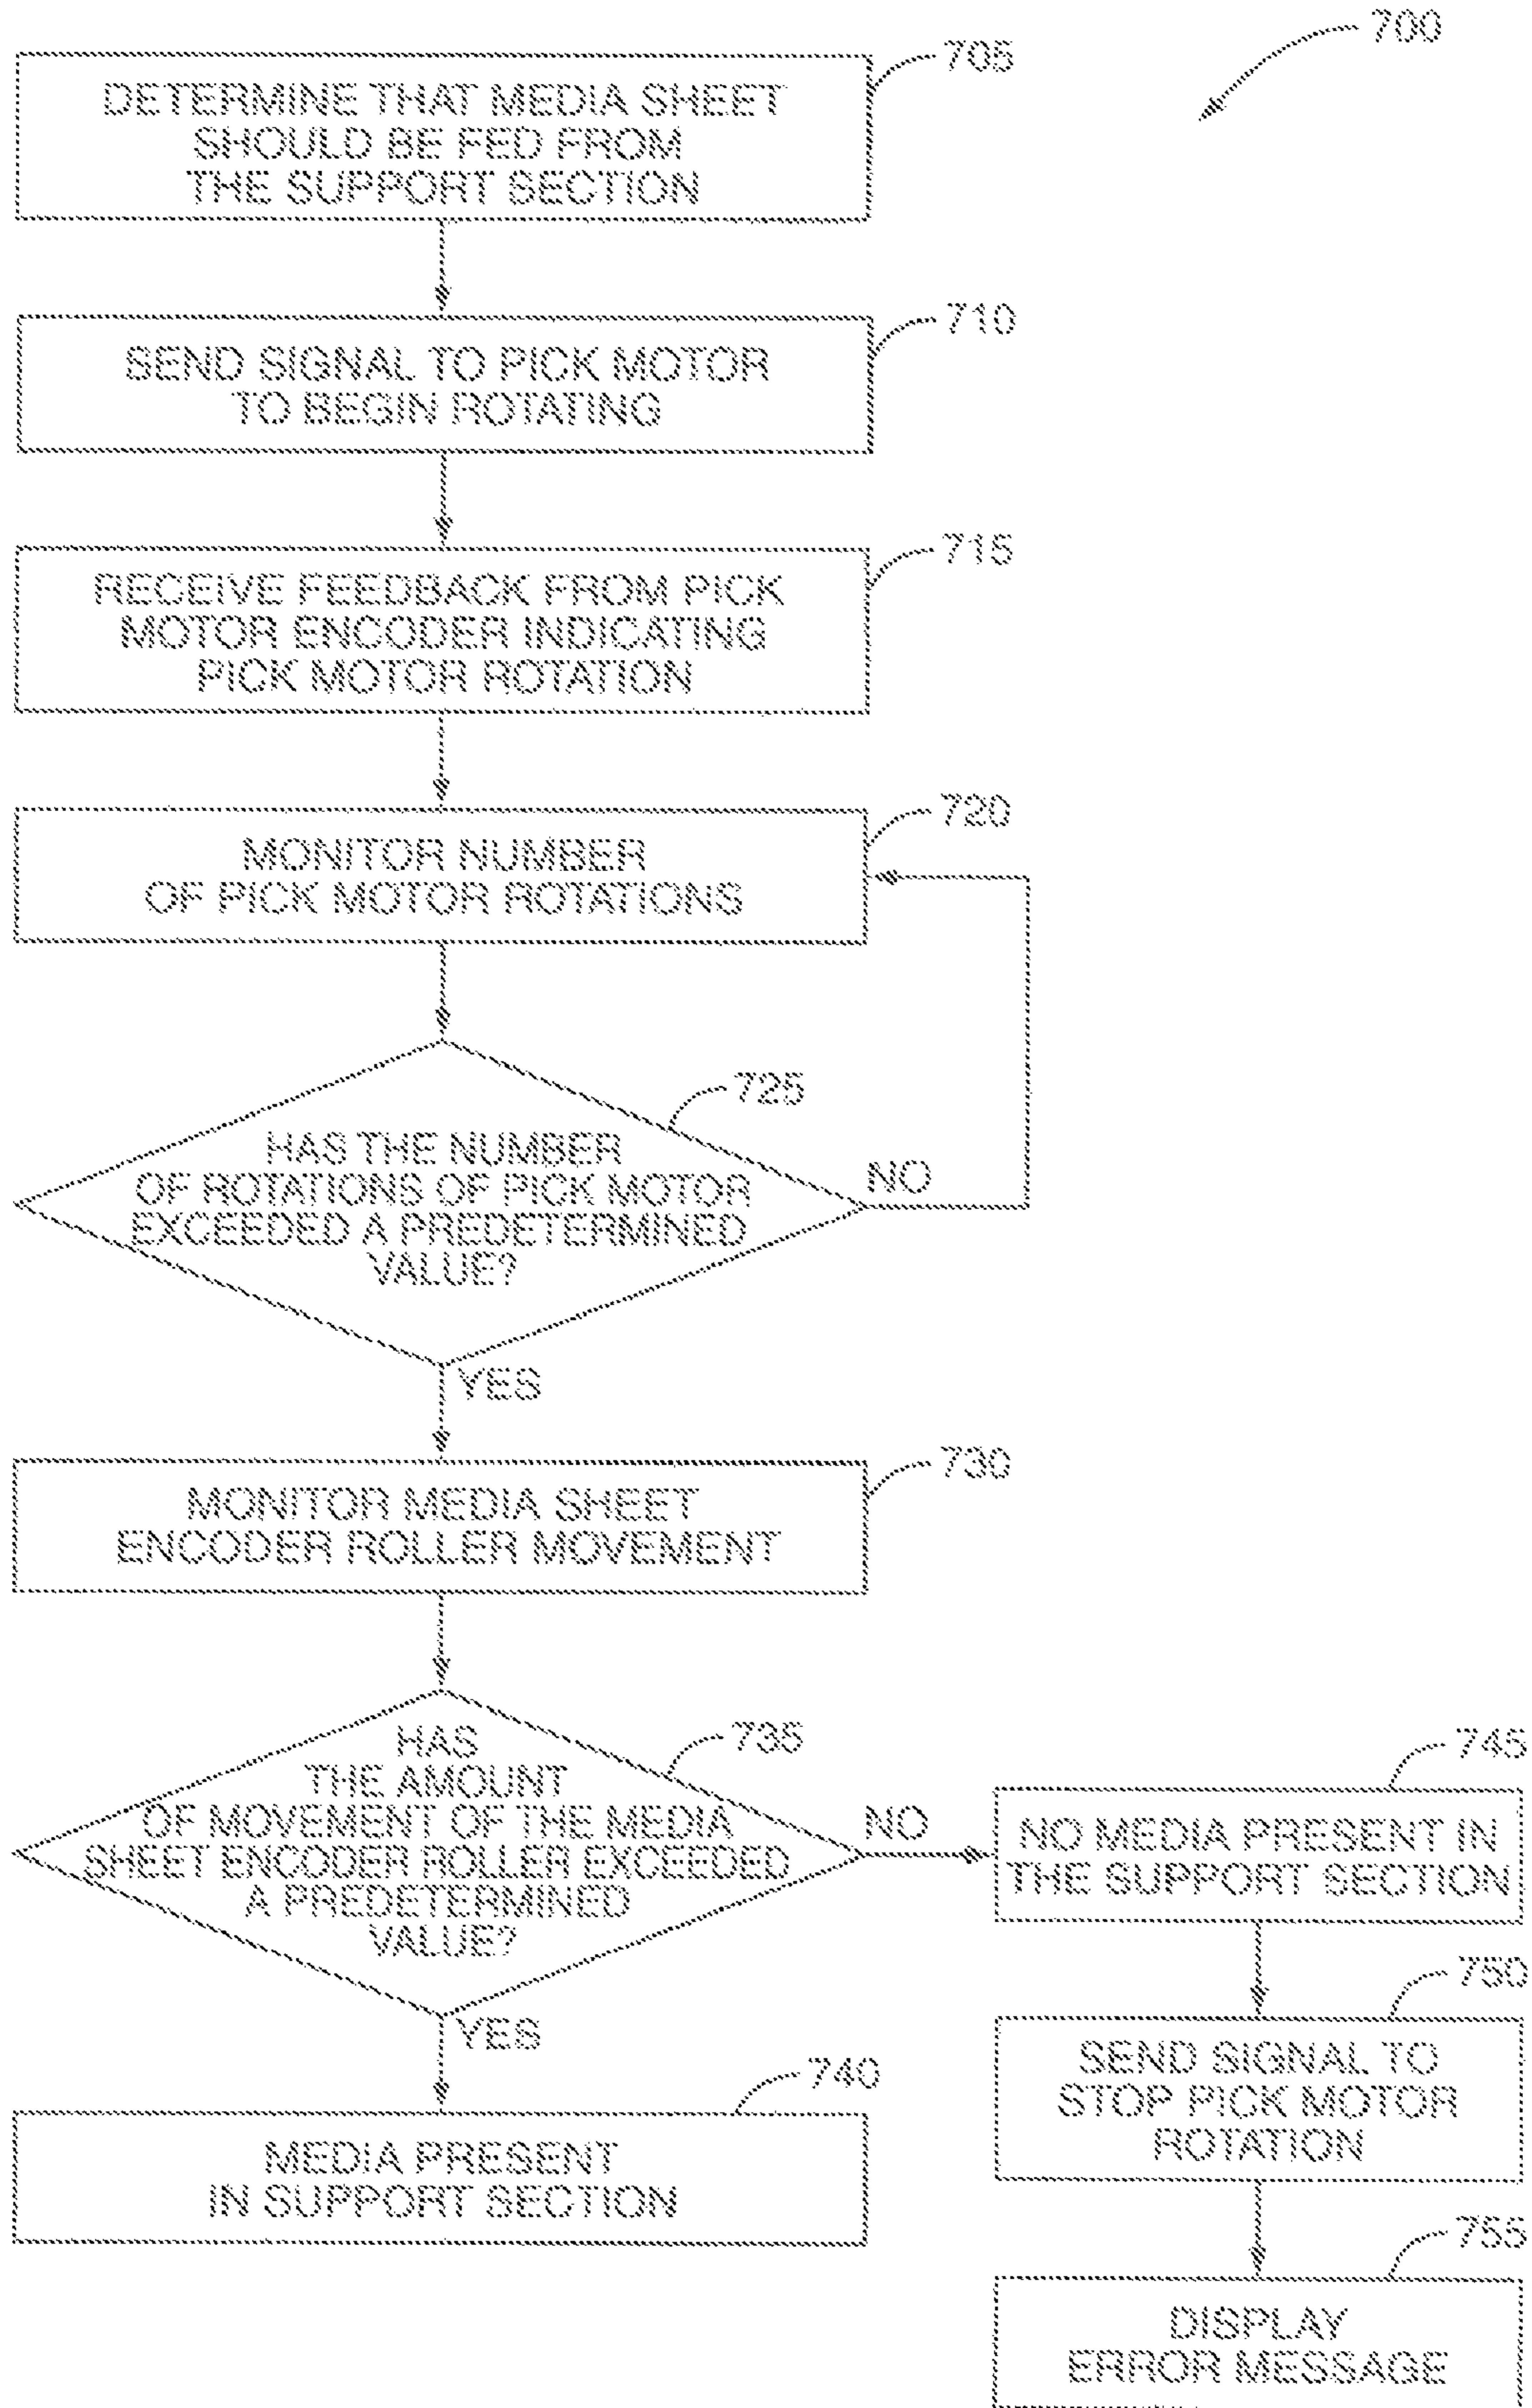 700
705
DETERMINE THAT MEDIA SHEET
SHOULD BE FED FROM
THE SUPPORT SECTION
710
SEND SIGNAL TO PICK MOTOR
TO BEGIN ROTATING
715
RECEIVE FEEDBACK FROM PICK
MOTOR ENCODER INDICATING
PICK MOTOR ROTATION
720
MONITOR NUMBER
OF PICK MOTOR ROTATIONS
725
HAS THE NUMBER
OF ROTATIONS OF PICK MOTOR
EXCEEDED A PREDETERMINED
VALUE?
NO
YES
730
MONITOR MEDIA SHEET
ENCODER ROLLER MOVEMENT
735
HAS
THE AMOUNT
OF MOVEMENT OF THE MEDIA
SHEET ENCODER ROLLER EXCEEDED
A PREDETERMINED
VALUE?
NO
YES
740
MEDIA PRESENT
IN SUPPORT SECTION
745
NO MEDIA PRESENT IN
THE SUPPORT SECTION
750
SEND SIGNAL TO
STOP PICK MOTOR
ROTATION
755
DISPLAY
ERROR MESSAGE